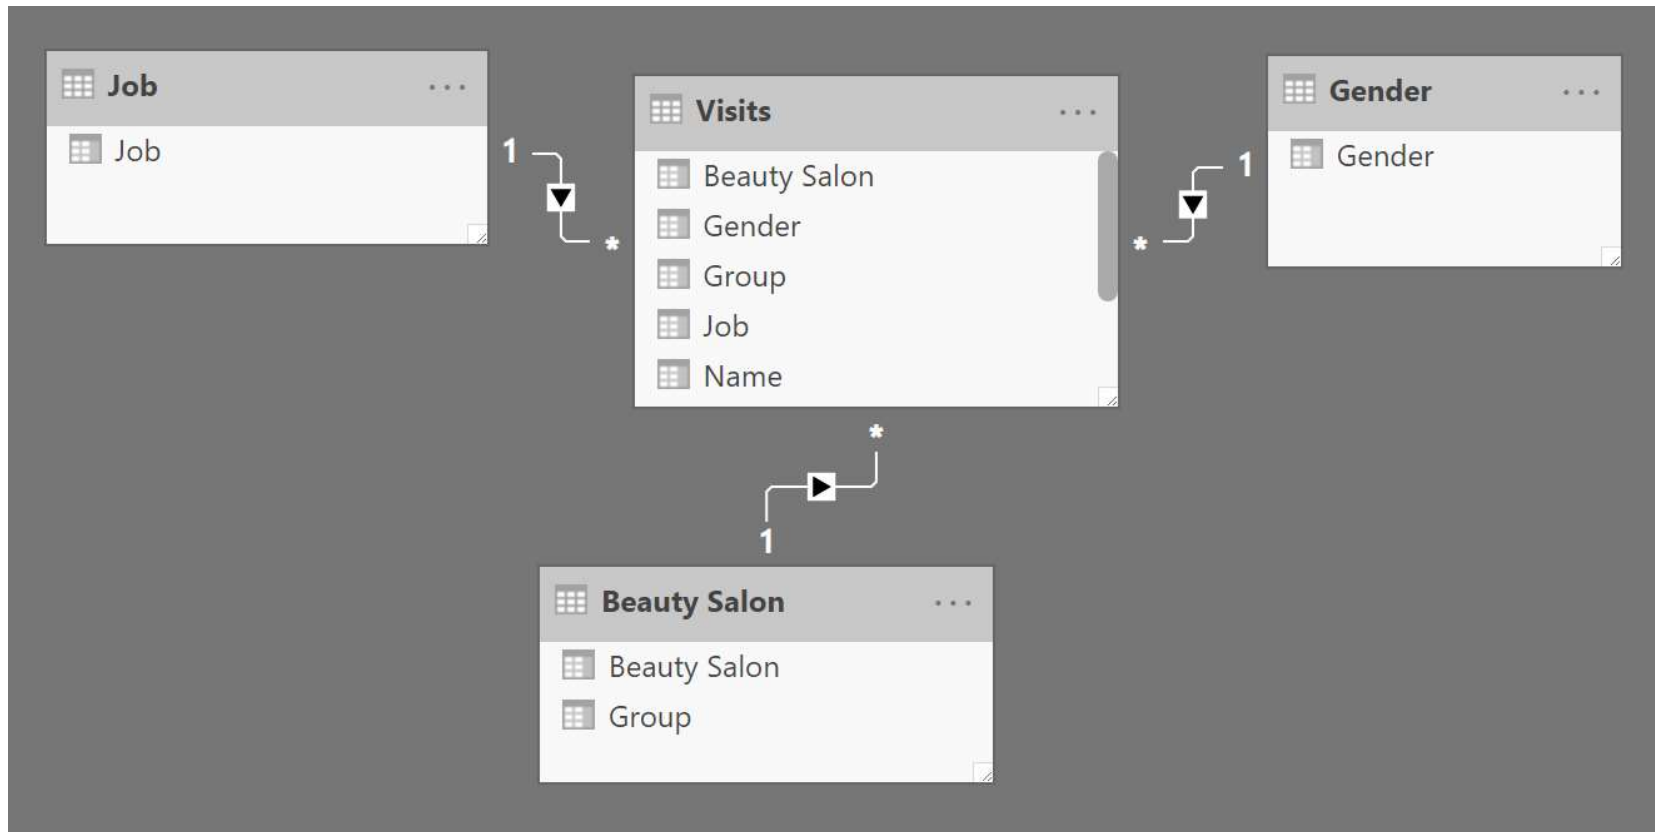 Job
Job
1
*
Visits
Beauty Salon
Gender
Group
Job
Name
Gender
Gender
1
*
*
1
Beauty Salon
Beauty Salon
Group